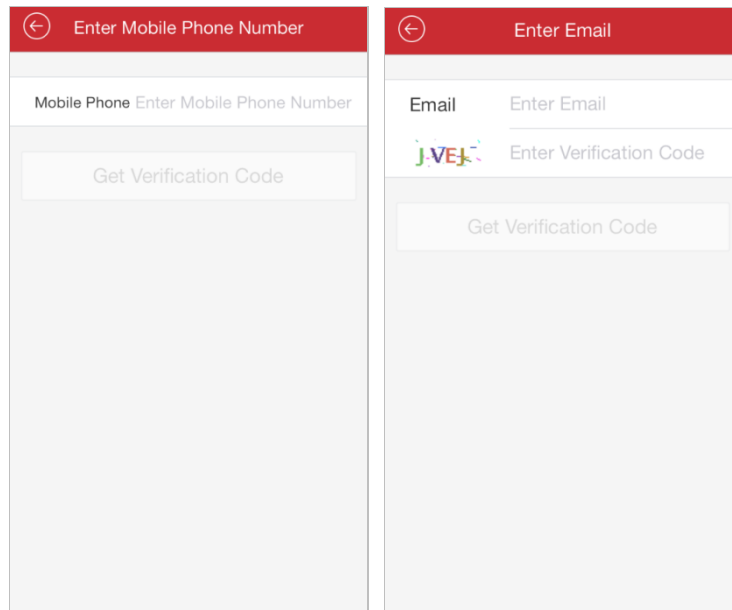 Enter Mobile Phone Number
Mobile Phone Enter Mobile Phone Number
Get Verification Code
Enter Email
Email Enter Email
J.VEJ Enter Verification Code
Get Verification Code